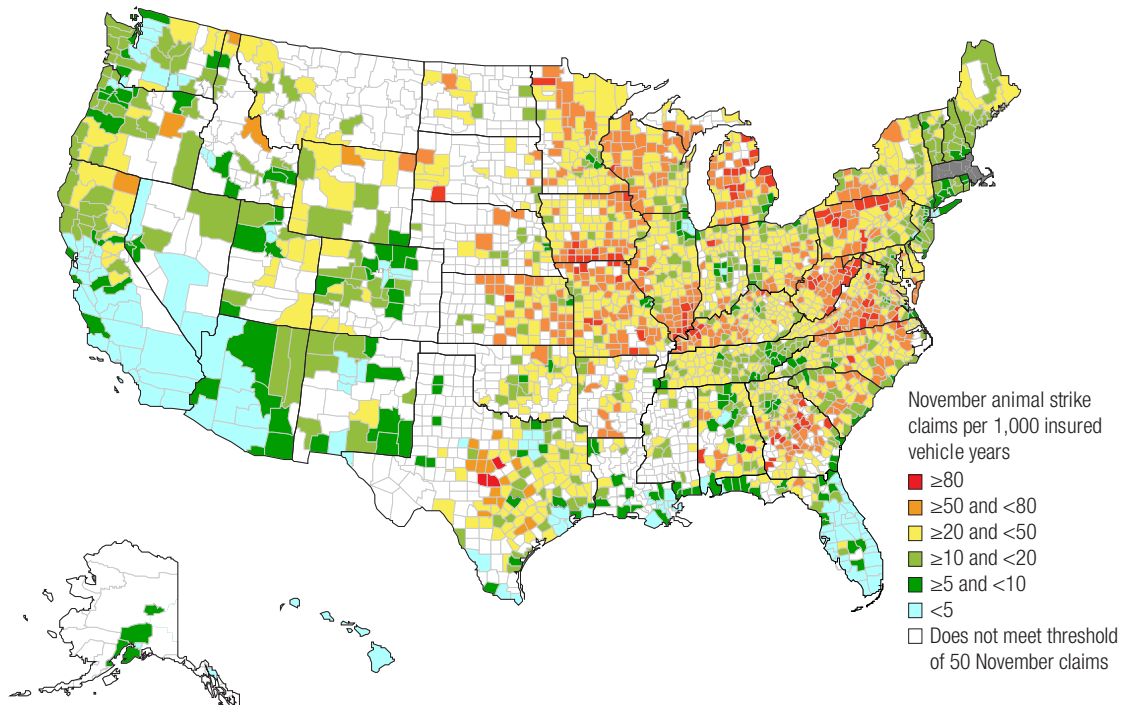 November animal strike
claims per 1,000 insured
vehicle years
≥80
≥50 and <80
≥20 and <50
≥10 and <20
≥5 and <10
<5
Does not meet threshold
of 50 November claims